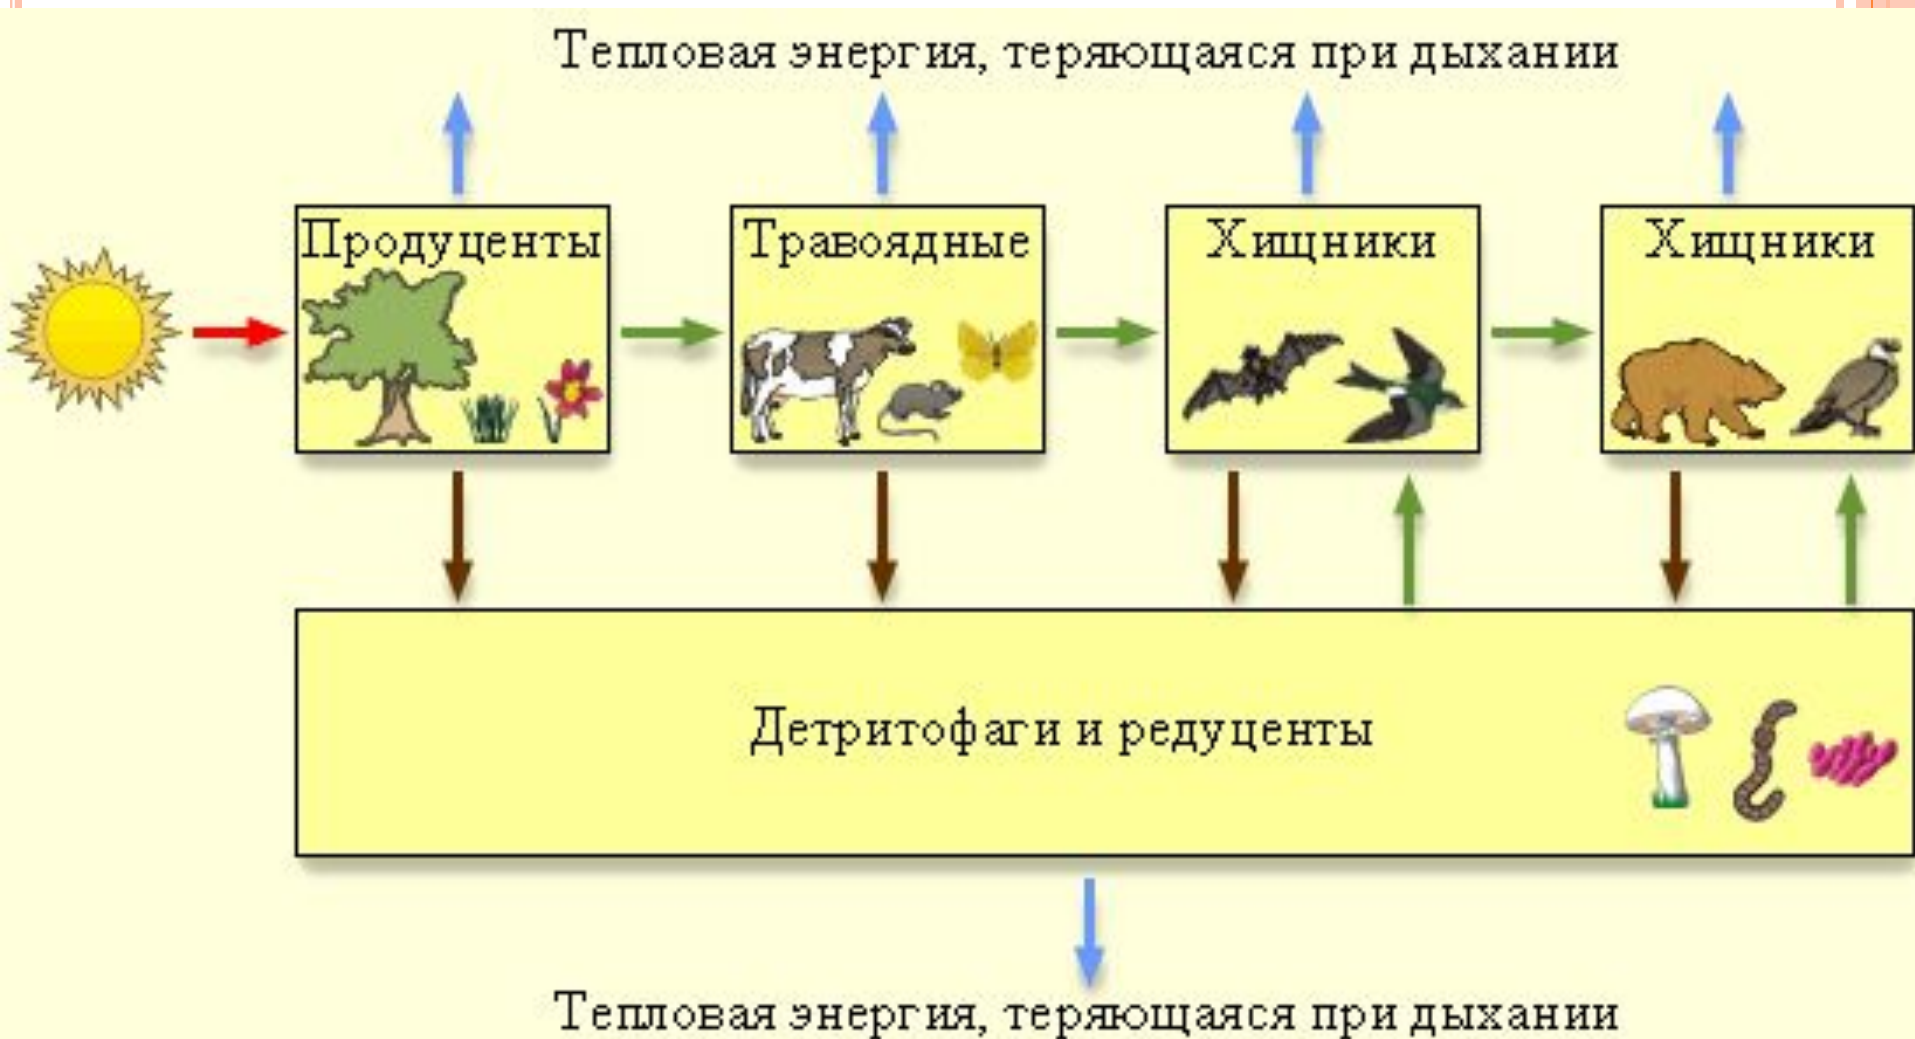 Тепловая энергия, теряющаяся при дыхании
Продуценты
Травоядные
Хищники
Хищники
Детритофаги и редуценты
Тепловая энергия, теряющаяся при дыхании